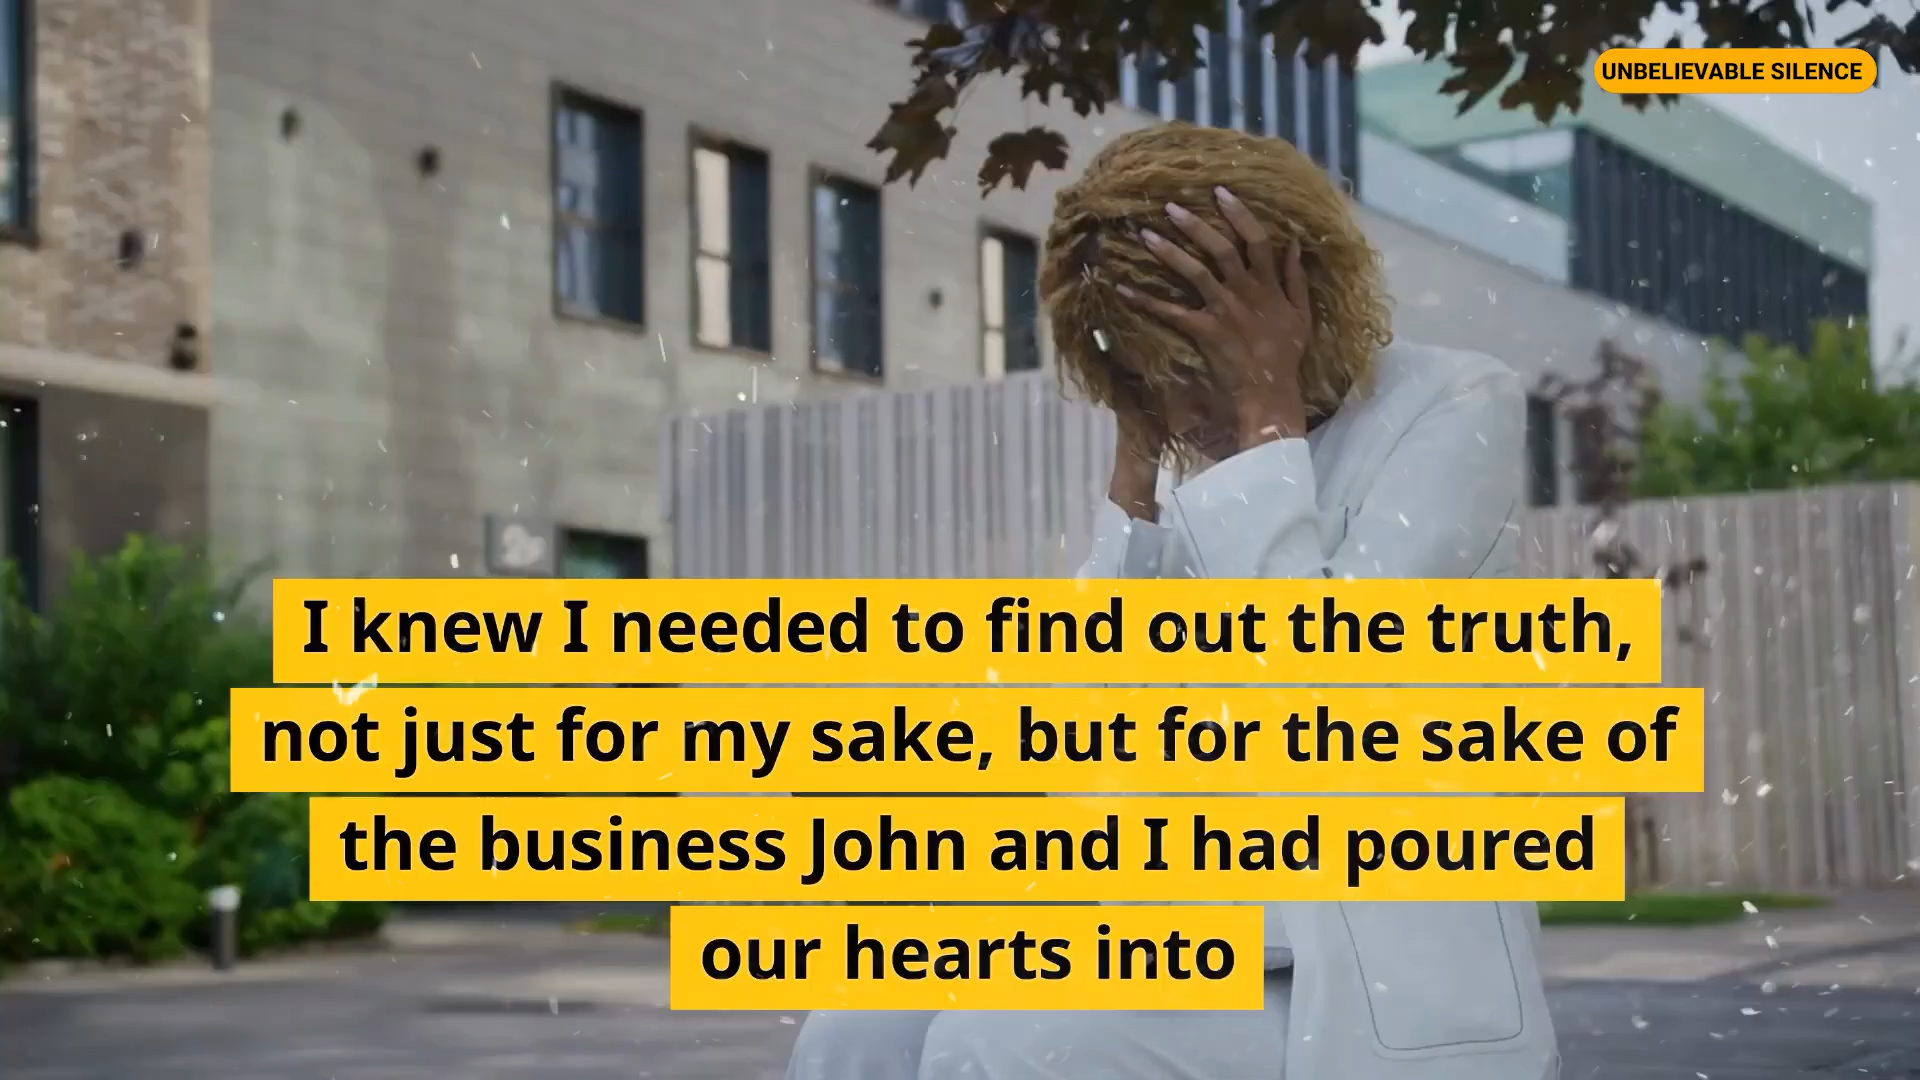 UNBELIEVABLE SILENCE
I knew I needed to find out the truth,
not just for my sake, but for the sake of
the business John and I had poured
our hearts into